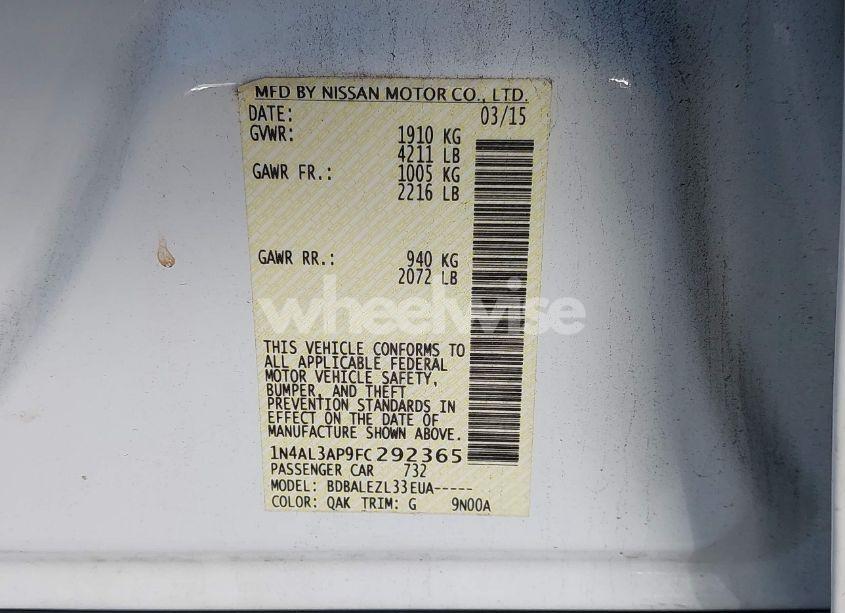 MFD BY NISSAN MOTOR CO., LTD.
DATE: 03/15
GVWR: 1910 KG
4211 LB
GAWR FR.: 1005 KG
2216 LB
GAWR RR.: 940 KG
2072 LB
wheelwise
THIS VEHICLE CONFORMS TO
ALL APPLICABLE FEDERAL
MOTOR VEHICLE SAFETY,
BUMPER, AND THEFT
PREVENTION STANDARDS IN
EFFECT ON THE DATE OF
MANUFACTURE SHOWN ABOVE.
1N4AL3AP9FC292365
PASSENGER CAR 732
MODEL: BDBALEZL33EUA-----
COLOR: QAK TRIM: G 9N00A